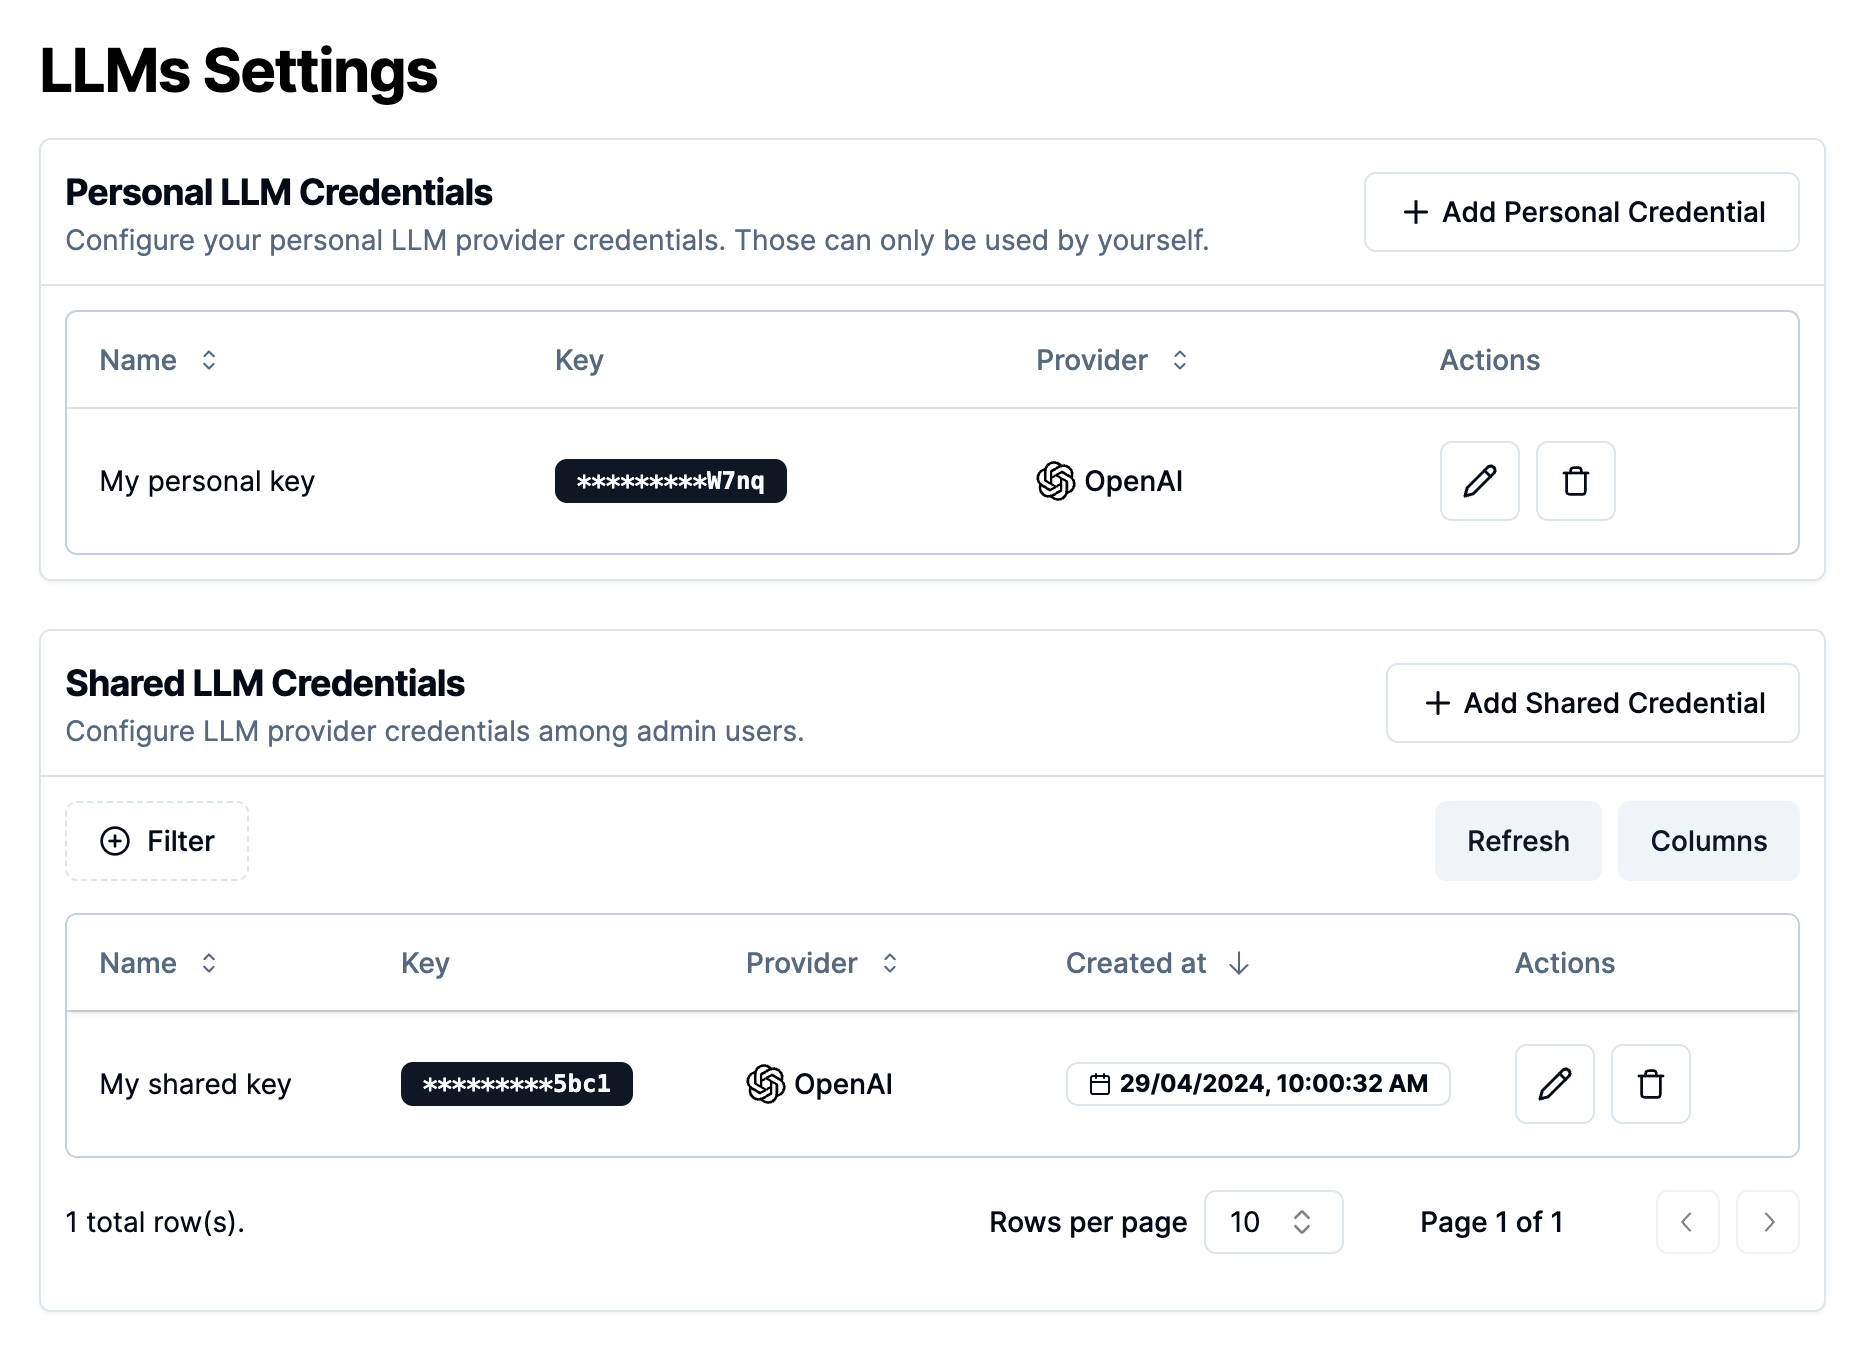 LLMs Settings
Personal LLM Credentials
Configure your personal LLM provider credentials. Those can only be used by yourself.
Add Personal Credential
Name Key Provider Actions
My personal key *********W7nq OpenAI
Shared LLM Credentials
Configure LLM provider credentials among admin users.
Add Shared Credential
Filter Refresh Columns
Name Key Provider Created at Actions
My shared key *********5bc1 OpenAI 29/04/2024, 10:00:32 AM
1 total row(s). Rows per page 10 Page 1 of 1